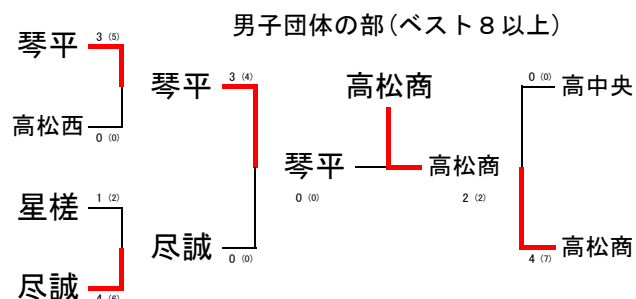 男子団体の部(ベスト８以上)
琴平
3 (5)
高松西
0 (0)
星槎
1 (2)
尽誠
4 (6)
琴平
3 (4)
尽誠
0 (0)
高松商
琴平
0 (0)
高松商
2 (2)
0 (0)
高中央
高松商
4 (7)